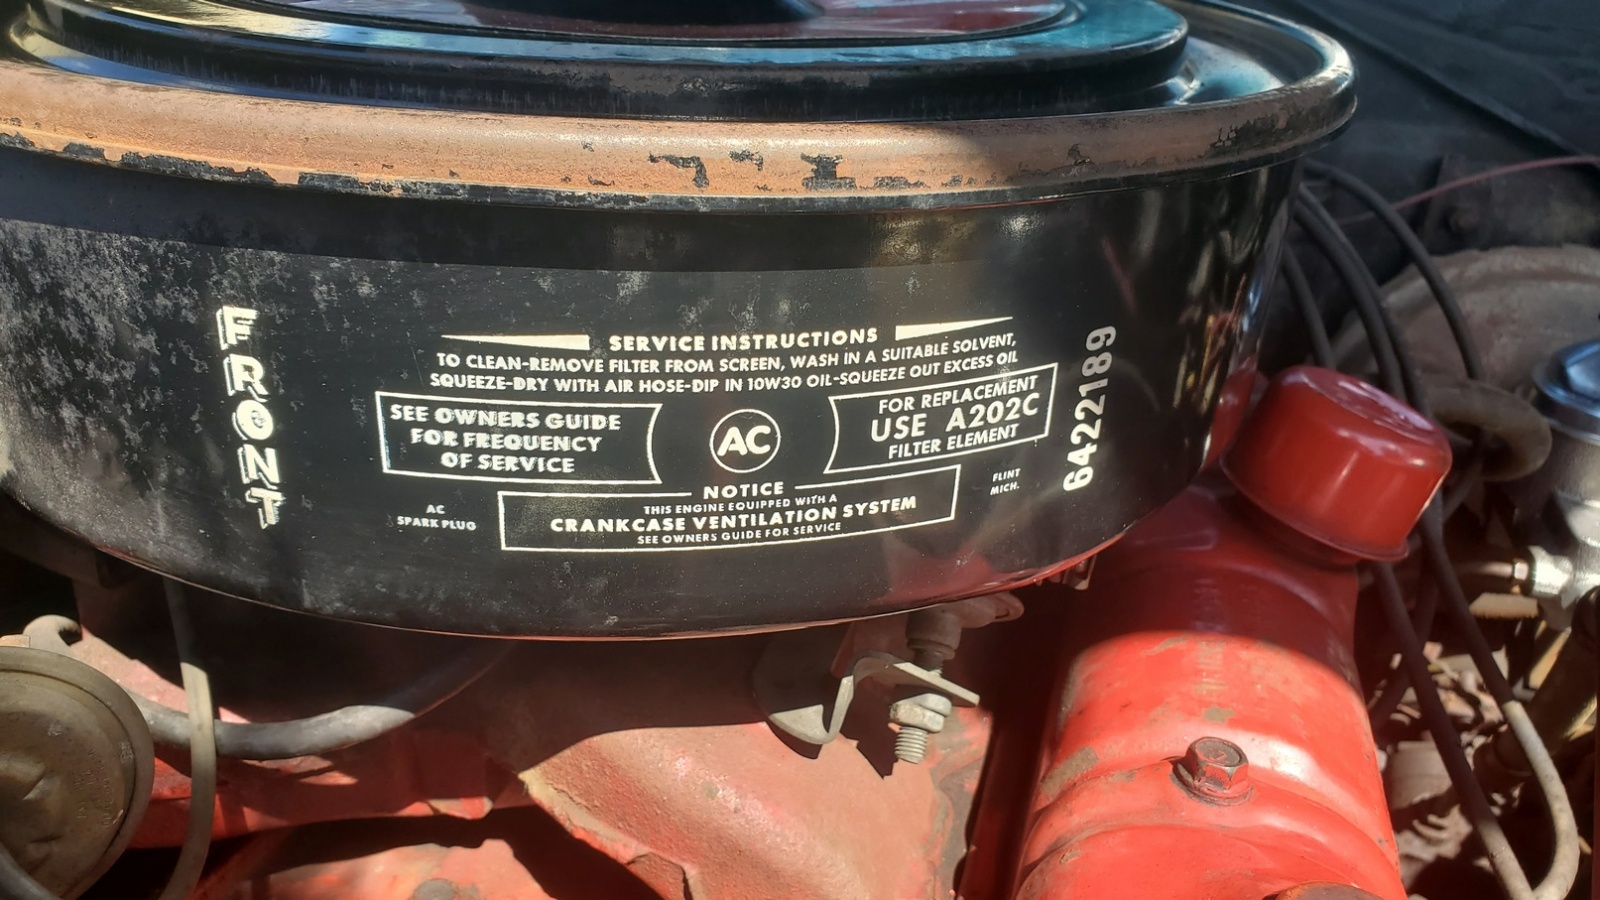 FRONT
SERVICE INSTRUCTIONS
TO CLEAN-REMOVE FILTER FROM SCREEN, WASH IN A SUITABLE SOLVENT,
SQUEEZE-DRY WITH AIR HOSE-DIP IN 10W30 OIL-SQUEEZE OUT EXCESS OIL
SEE OWNERS GUIDE
FOR FREQUENCY
OF SERVICE
AC
FOR REPLACEMENT
USE A202C
FILTER ELEMENT
6422189
AC
SPARK PLUG
NOTICE
THIS ENGINE EQUIPPED WITH A
CRANKCASE VENTILATION SYSTEM
SEE OWNERS GUIDE FOR SERVICE
FLINT
MICH.